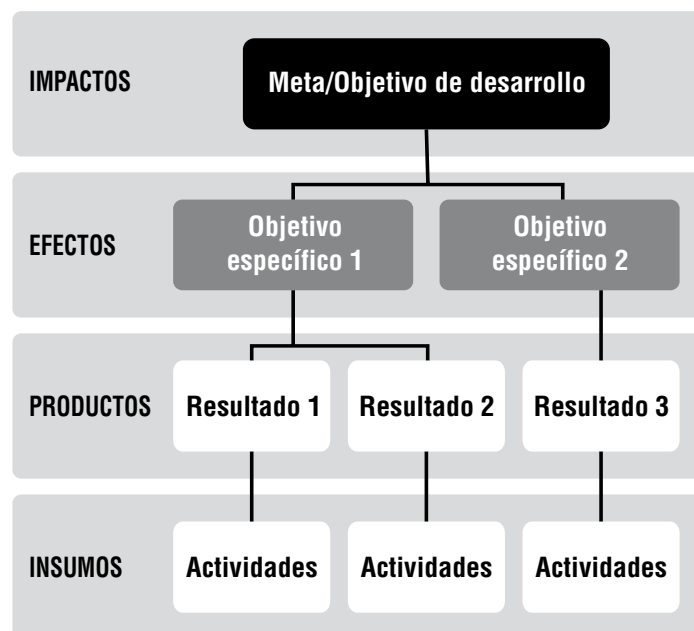 IMPACTOS
Meta/Objetivo de desarrollo
EFECTOS
Objetivo
específico 1
Objetivo
específico 2
PRODUCTOS
Resultado 1
Resultado 2
Resultado 3
INSUMOS
Actividades
Actividades
Actividades